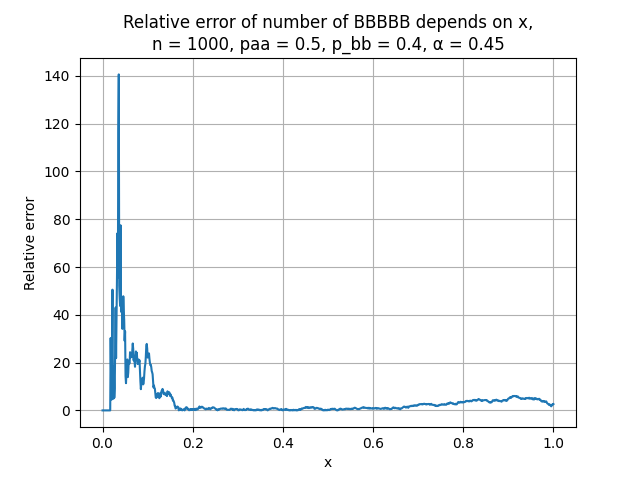 Relative error of number of BBBBB depends on x,
n = 1000, paa = 0.5, p_bb = 0.4, α = 0.45
140
120
100
80
60
40
20
0
Relative error
0.0 0.2 0.4 0.6 0.8 1.0
x